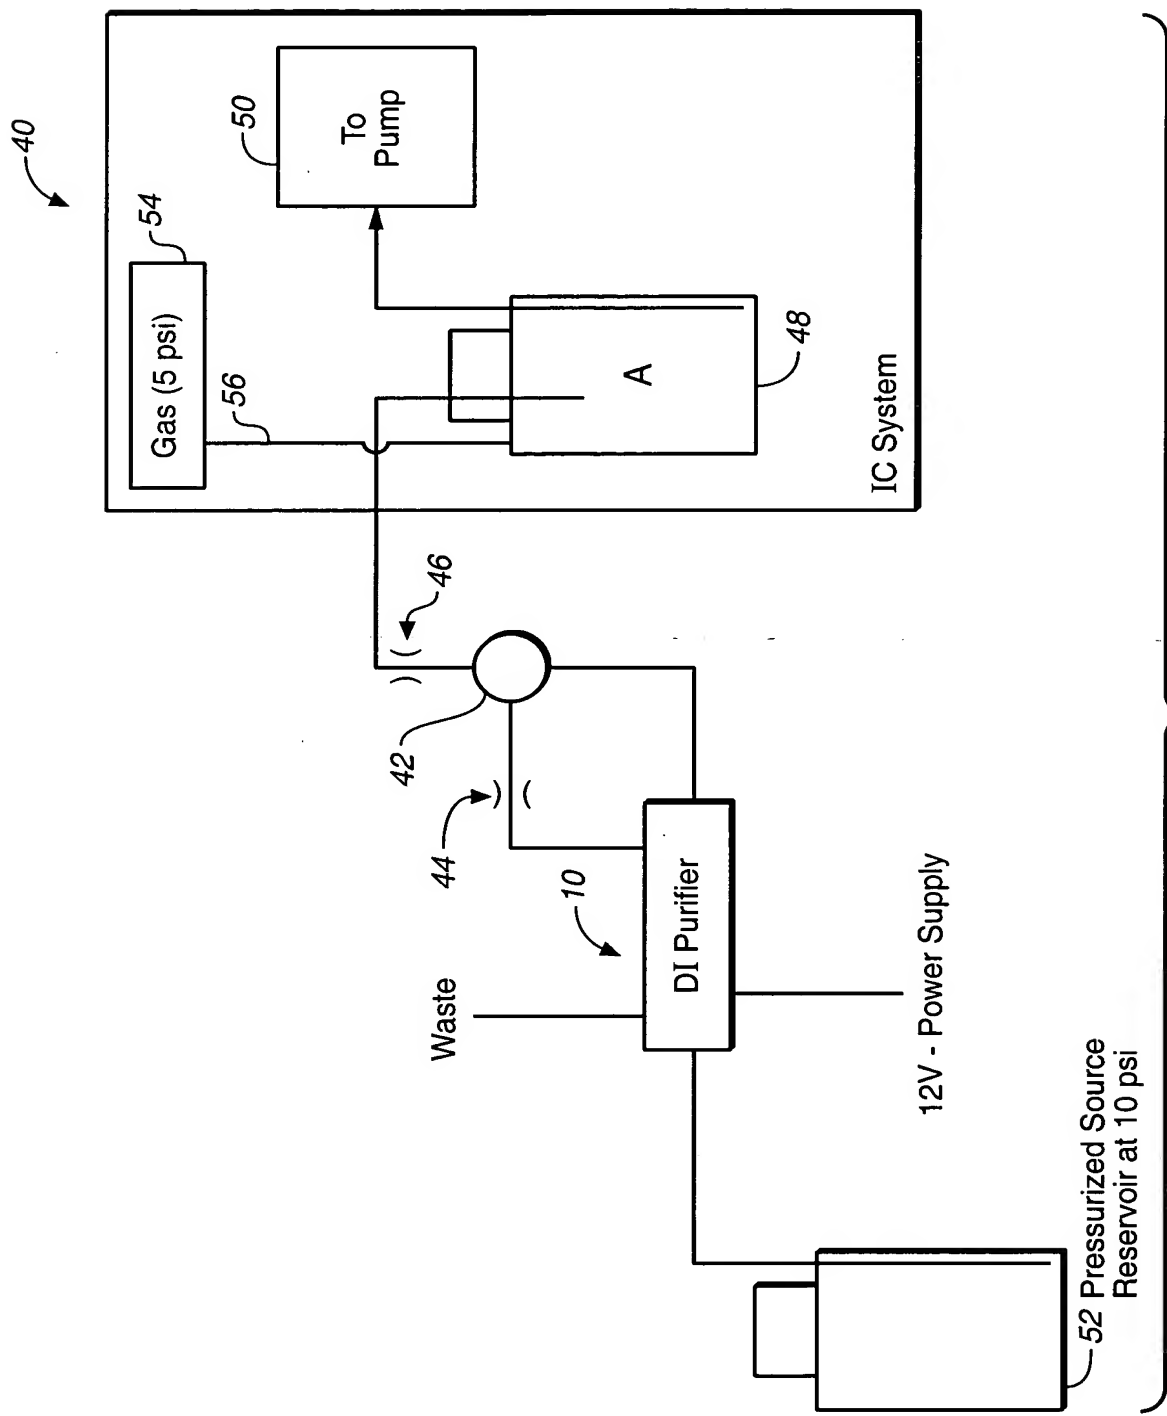 40
50
To
Pump
54
Gas (5 psi)
56
A
48
IC System
46
42
44
10
DI Purifier
Waste
12V - Power Supply
52 Pressurized Source
Reservoir at 10 psi